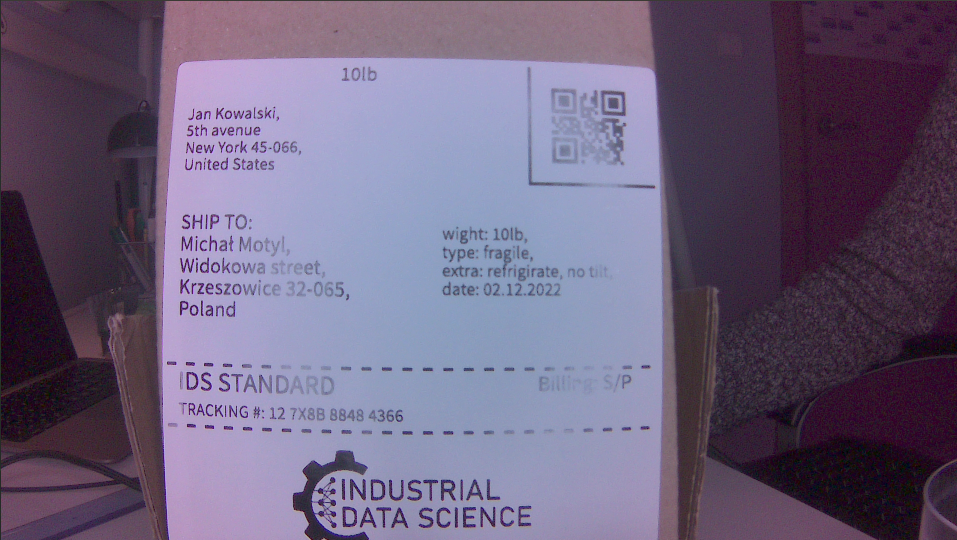 10lb
Jan Kowalski,
5th avenue
New York 45-066,
United States
SHIP TO:
Michał Motyl,
Widokowa street,
Krzeszowice 32-065,
Poland
wight: 10lb,
type: fragile,
extra: refrigirate, no tilt,
date: 02.12.2022
IDS STANDARD
Billing: S/P
TRACKING #: 12 7X8B 8848 4366
INDUSTRIAL
DATA SCIENCE